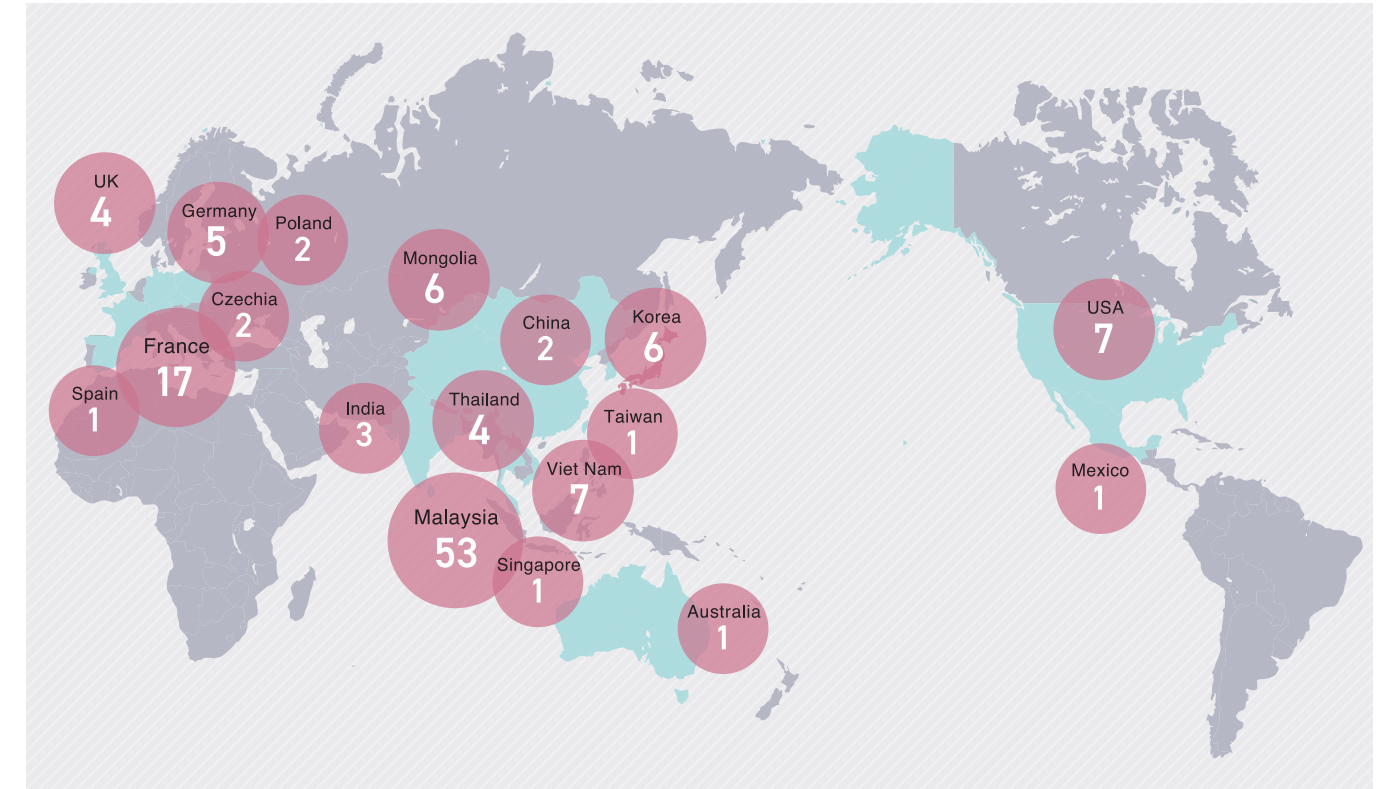 UK
4
Germany
5
Poland
2
Mongolia
6
Czechia
2
China
2
Korea
6
USA
7
France
17
Spain
1
India
3
Thailand
4
Taiwan
1
Viet Nam
7
Mexico
1
Malaysia
53
Singapore
1
Australia
1